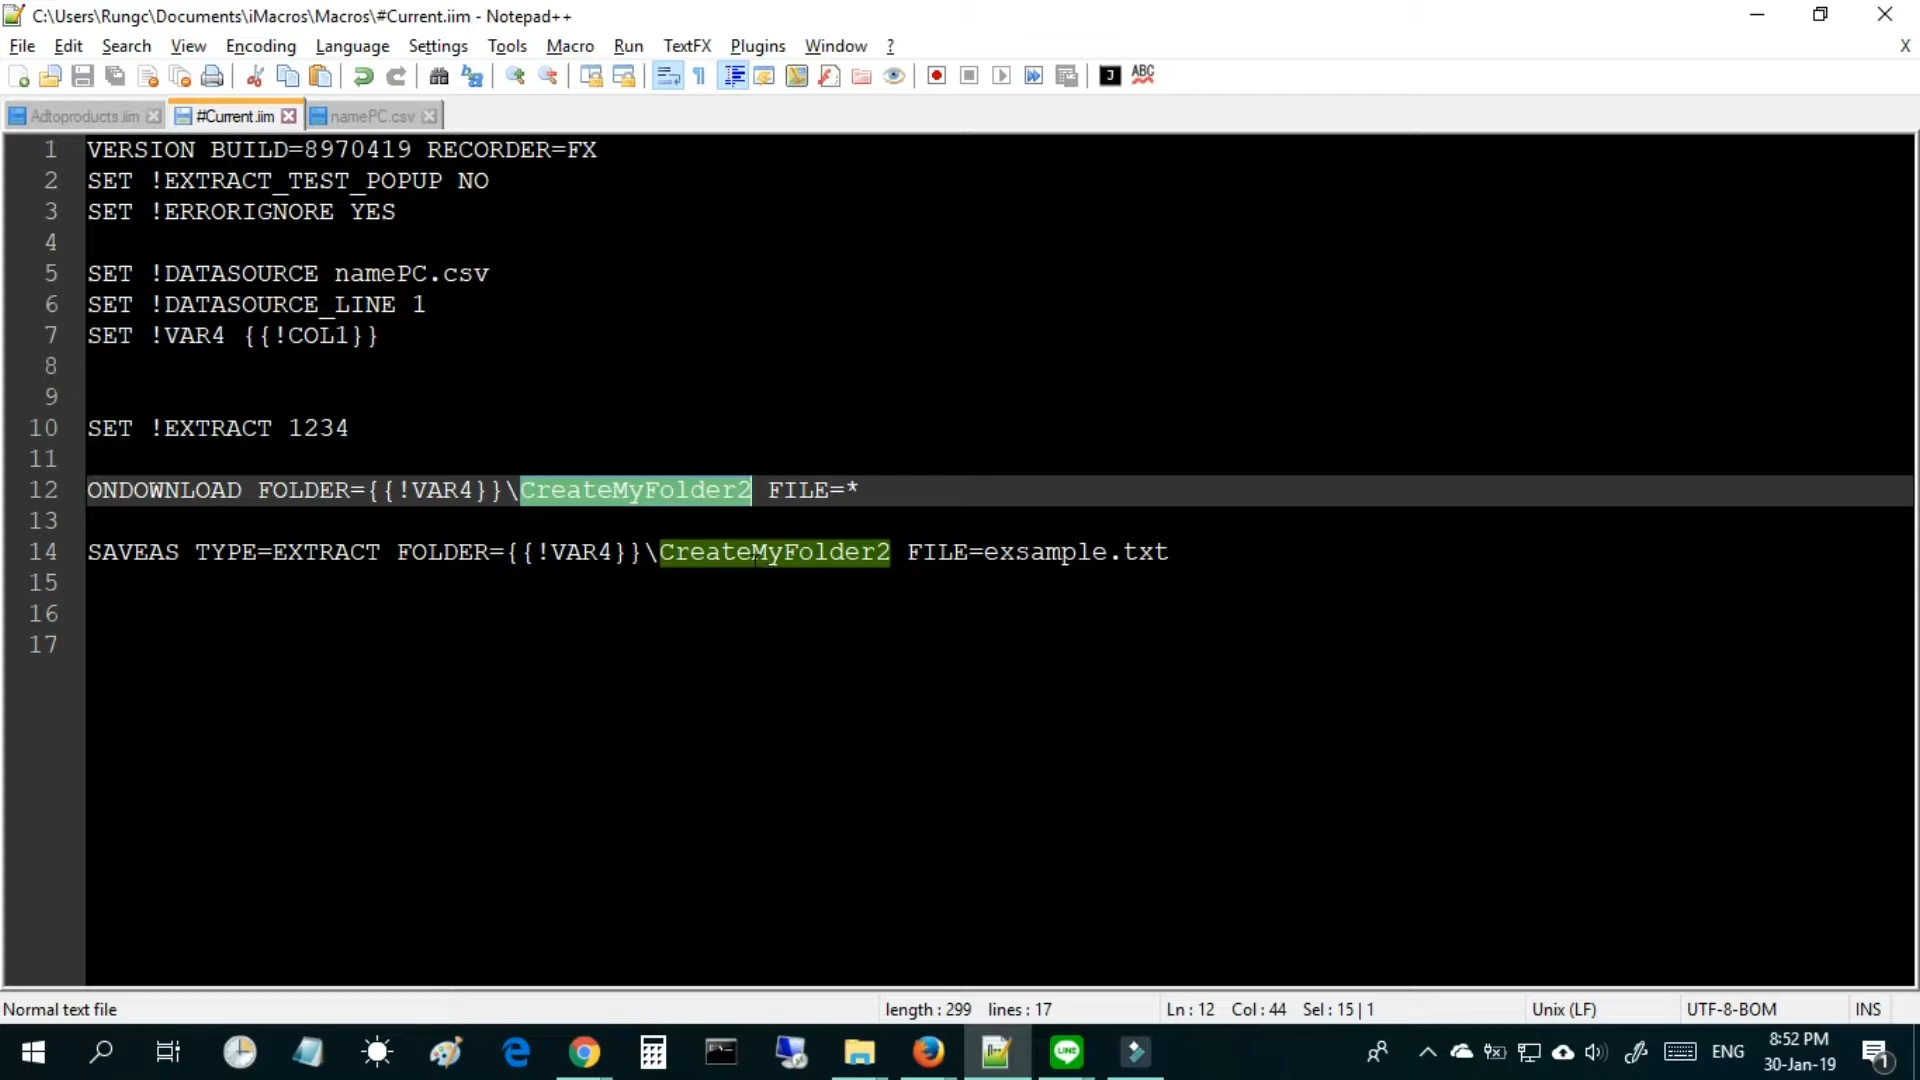 C:\Users\Rungc\Documents\iMacros\Macros\#Current.iim - Notepad++
File Edit Search View Encoding Language Settings Tools Macro Run TextFX Plugins Window ? X
J ABC
Adtoproducts.iim #Current.iim namePC.csv
1 VERSION BUILD=8970419 RECORDER=FX
2 SET !EXTRACT_TEST_POPUP NO
3 SET !ERRORIGNORE YES
4
5 SET !DATASOURCE namePC.csv
6 SET !DATASOURCE_LINE 1
7 SET !VAR4 {{!COL1}}
8
9
10 SET !EXTRACT 1234
11
12 ONDOWNLOAD FOLDER={{!VAR4}}\CreateMyFolder2 FILE=*
13
14 SAVEAS TYPE=EXTRACT FOLDER={{!VAR4}}\CreateMyFolder2 FILE=exsample.txt
15
16
17
Normal text file length : 299 lines : 17 Ln : 12 Col : 44 Sel : 15 | 1 Unix (LF) UTF-8-BOM INS
LINE ENG 8:52 PM
30-Jan-19 1